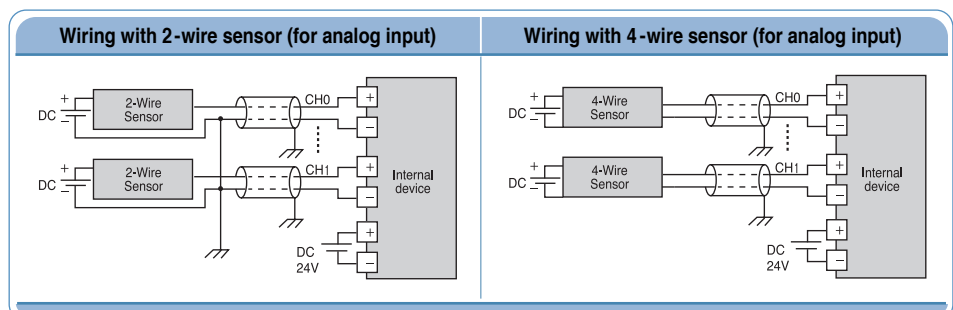 Wiring with 2-wire sensor (for analog input)
+
DC
−
2-Wire
Sensor
CH0
+
−
+
DC
−
2-Wire
Sensor
CH1
+
−
Internal
device
DC
24V
+
−
Wiring with 4-wire sensor (for analog input)
+
DC
−
4-Wire
Sensor
CH0
+
−
+
DC
−
4-Wire
Sensor
CH1
+
−
Internal
device
DC
24V
+
−